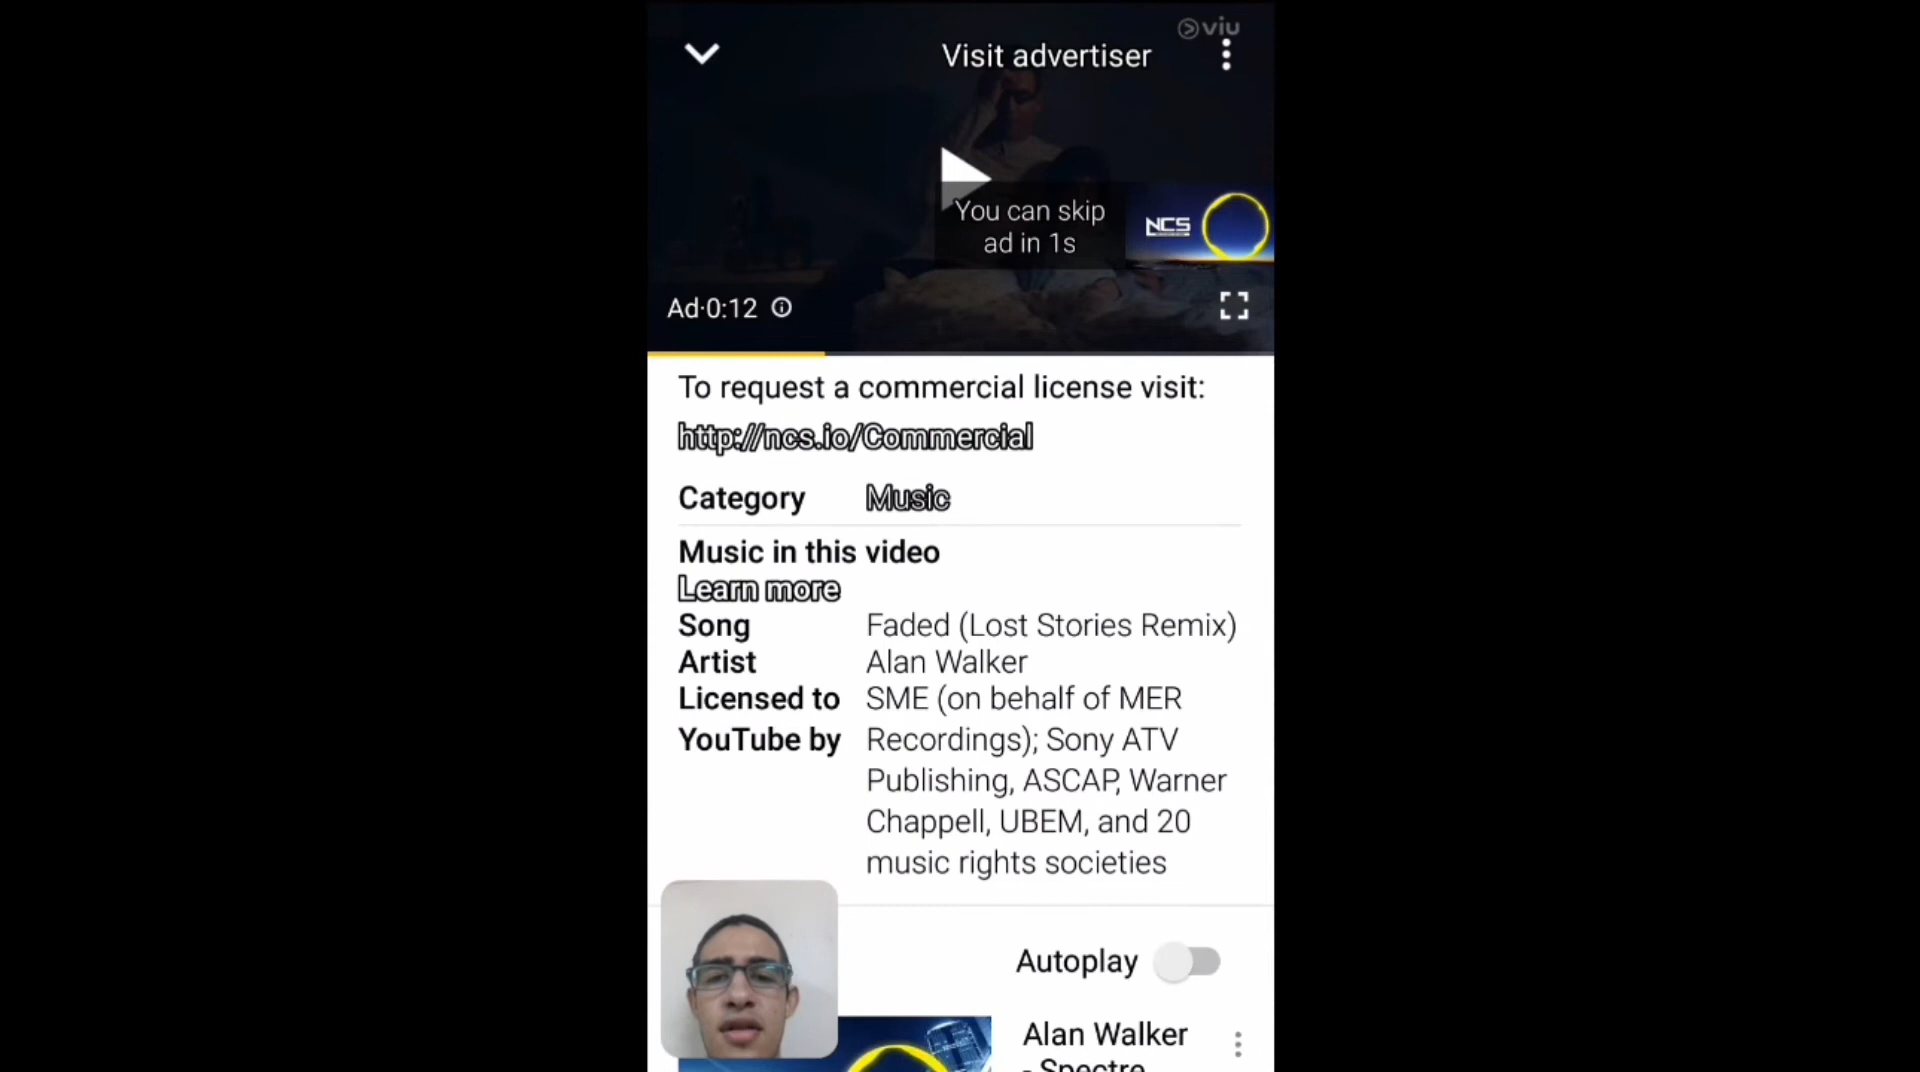 viu
Visit advertiser
You can skip
ad in 1s
NCS
Ad·0:12
To request a commercial license visit:
http://ncs.io/Commercial
Category Music
Music in this video
Learn more
Song Faded (Lost Stories Remix)
Artist Alan Walker
Licensed to SME (on behalf of MER
YouTube by Recordings); Sony ATV
Publishing, ASCAP, Warner
Chappell, UBEM, and 20
music rights societies
Autoplay
Alan Walker
- Spectre